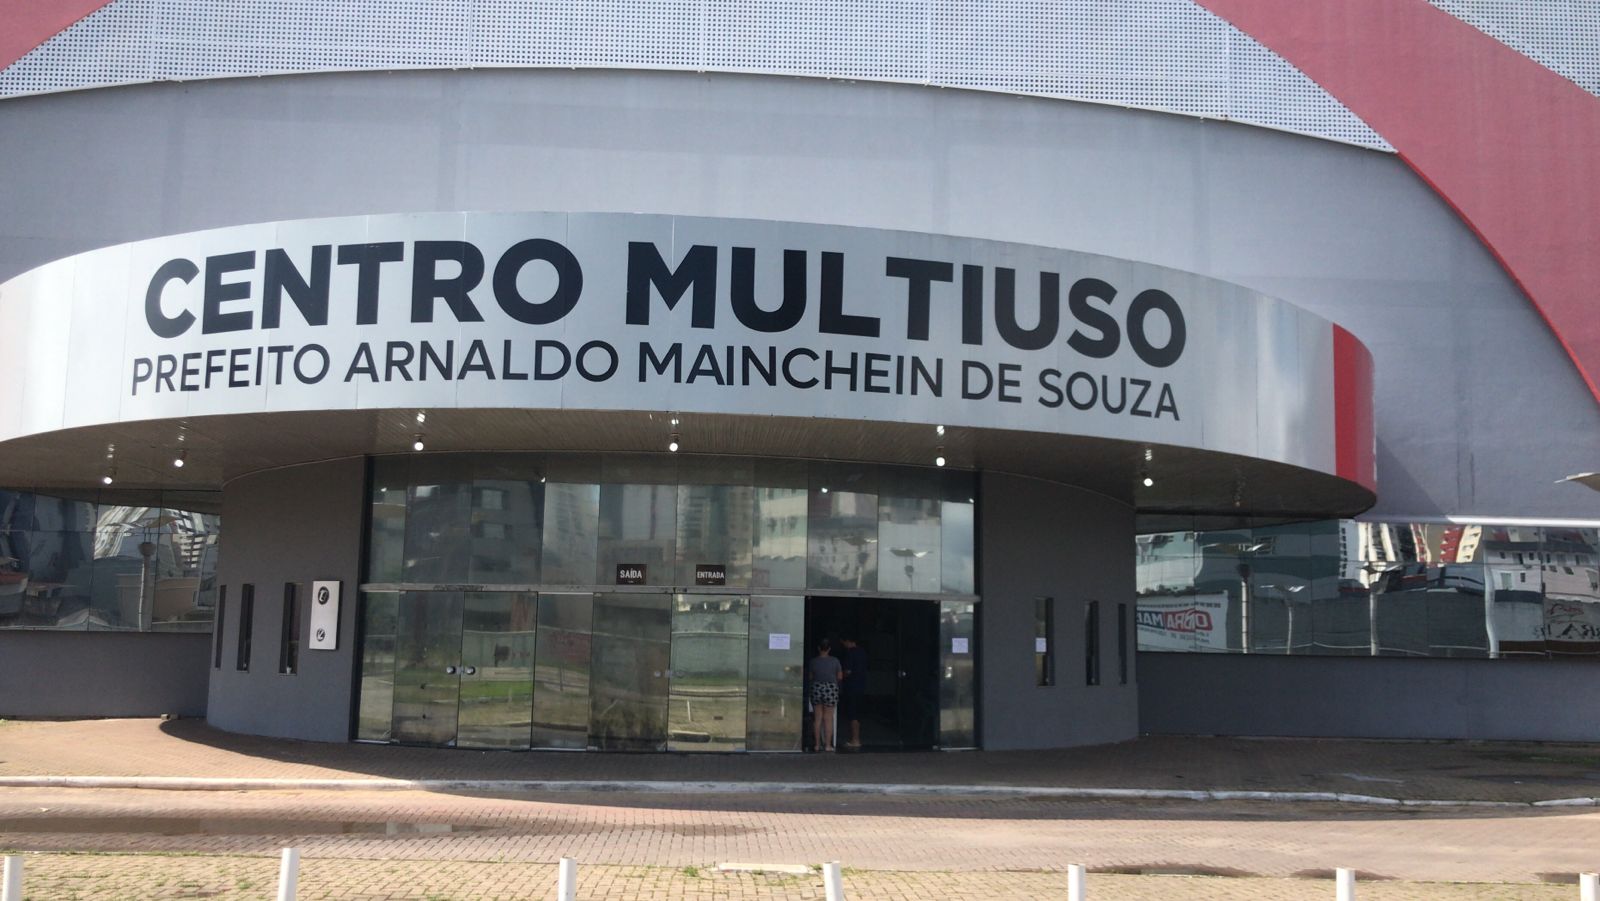 CENTRO MULTIUSO
PREFEITO ARNALDO MAINCHEIN DE SOUZA
SAÍDA
ENTRADA